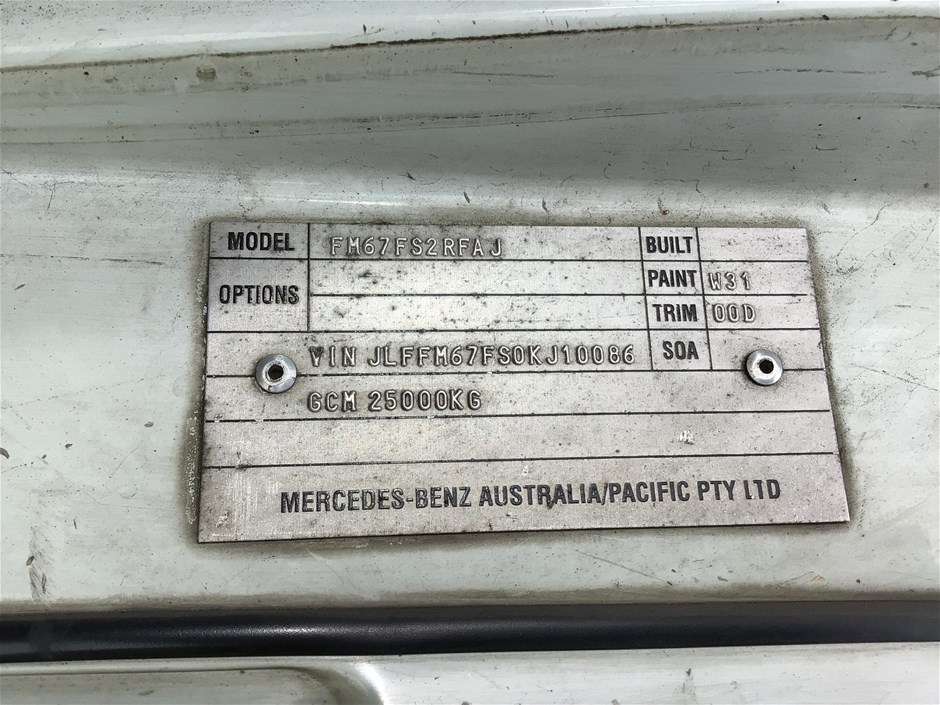 MODEL FM67FS2RFAJ BUILT
OPTIONS PAINT W31
TRIM 00D
VIN JLFFM67FS0KJ10086 SOA
GCM 25000KG
MERCEDES-BENZ AUSTRALIA/PACIFIC PTY LTD